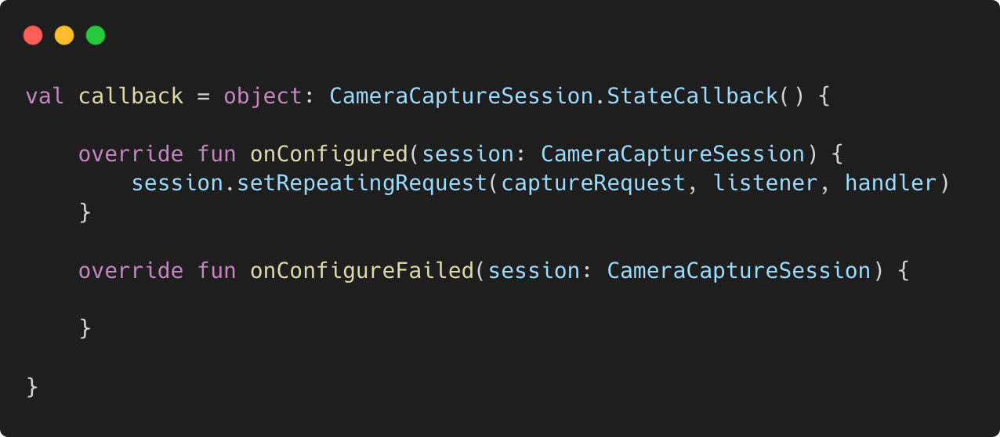 val callback = object: CameraCaptureSession.StateCallback() {
    override fun onConfigured(session: CameraCaptureSession) {
        session.setRepeatingRequest(captureRequest, listener, handler)
    }
    override fun onConfigureFailed(session: CameraCaptureSession) {
    }
}